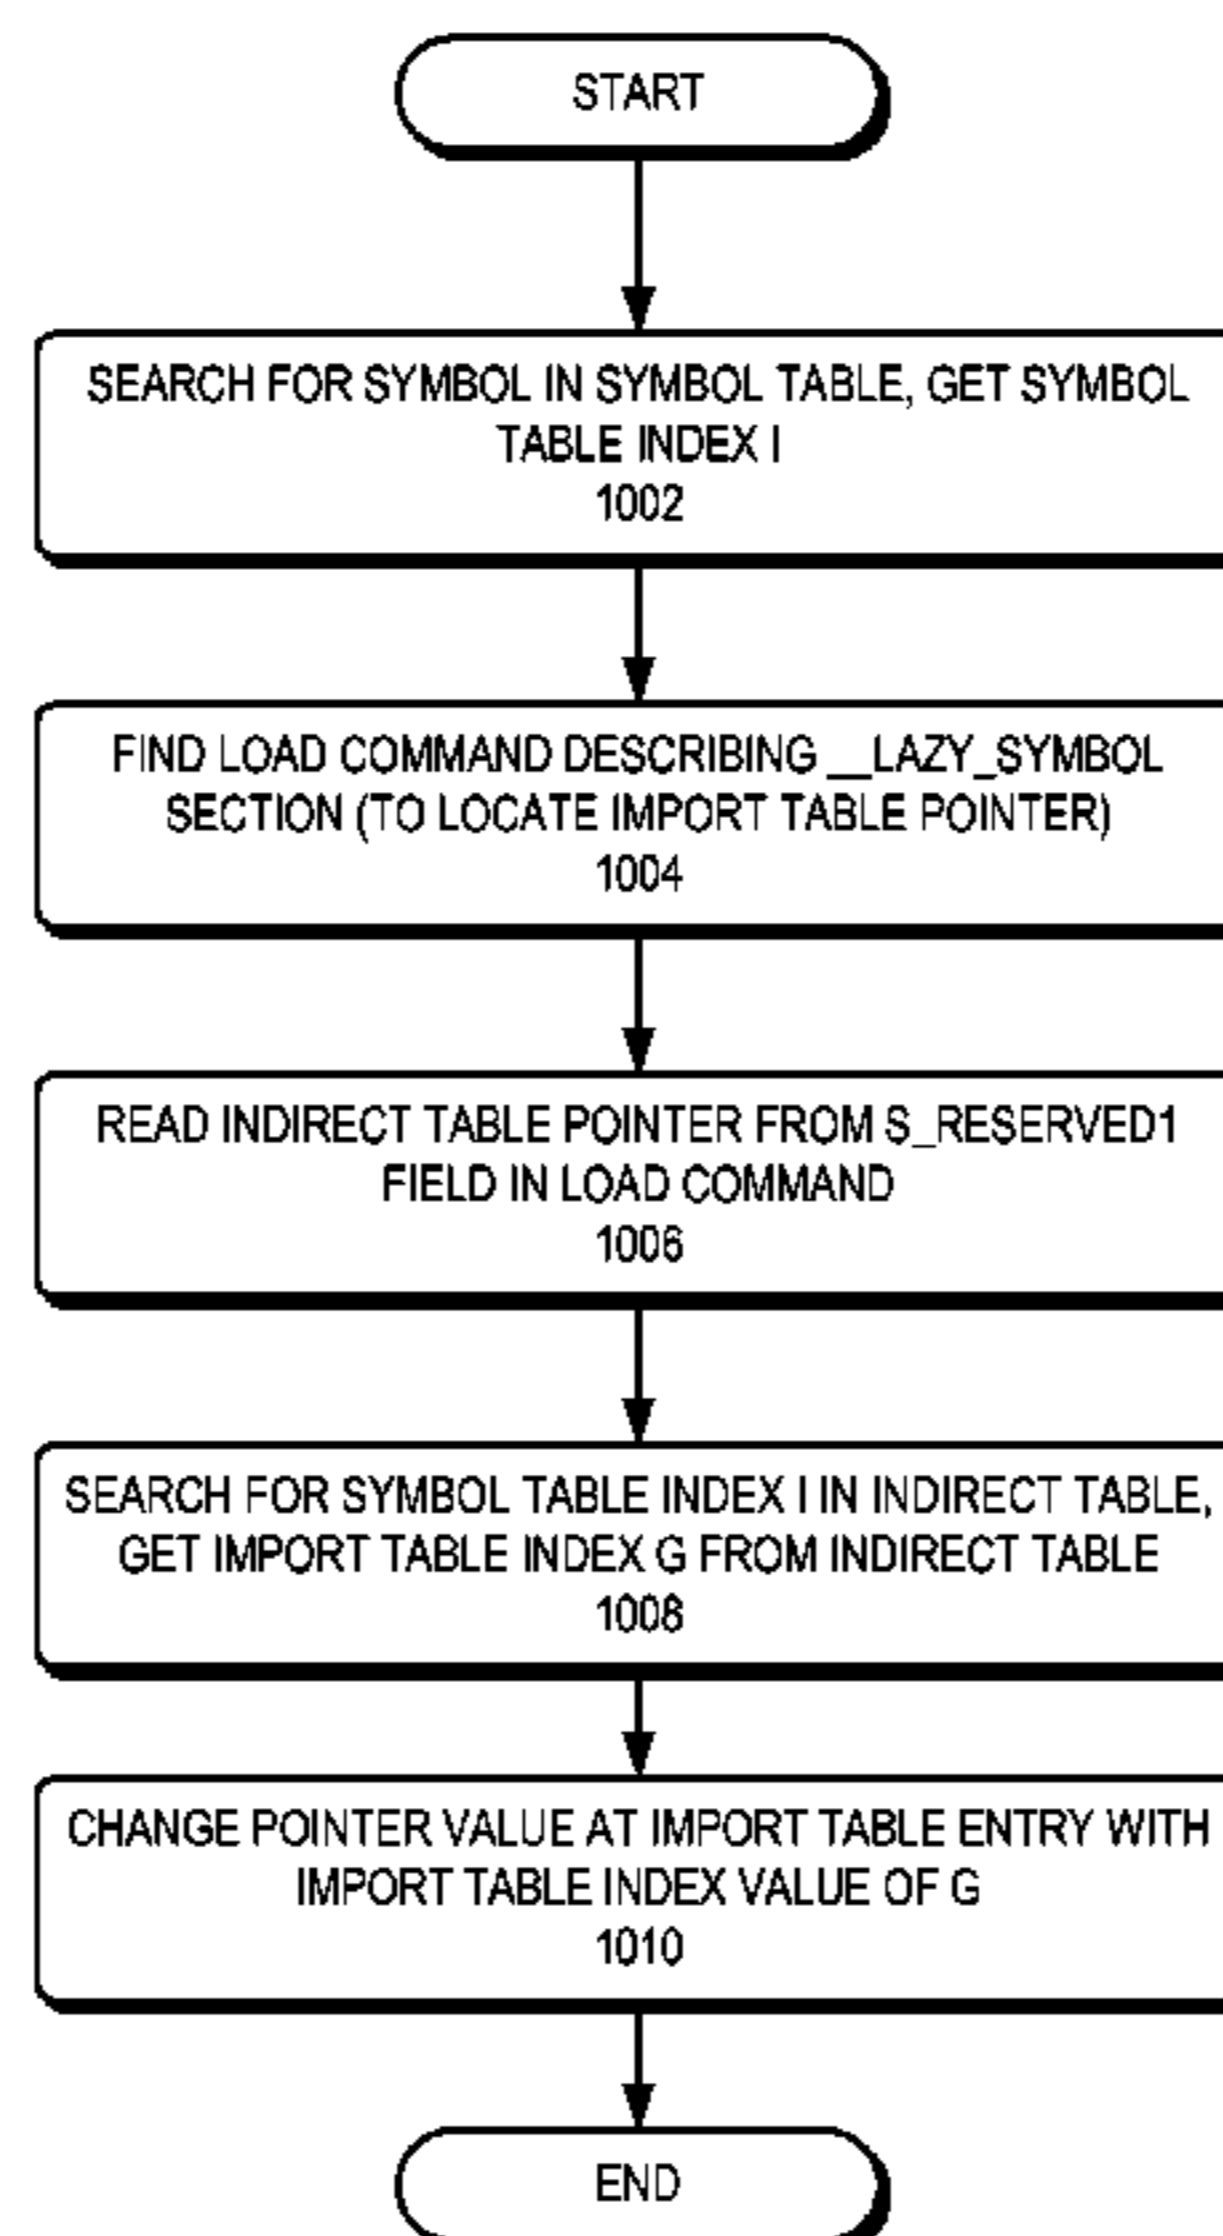 START
SEARCH FOR SYMBOL IN SYMBOL TABLE, GET SYMBOL
TABLE INDEX I
1002
FIND LOAD COMMAND DESCRIBING __LAZY_SYMBOL
SECTION (TO LOCATE IMPORT TABLE POINTER)
1004
READ INDIRECT TABLE POINTER FROM S_RESERVED1
FIELD IN LOAD COMMAND
1006
SEARCH FOR SYMBOL TABLE INDEX I IN INDIRECT TABLE,
GET IMPORT TABLE INDEX G FROM INDIRECT TABLE
1008
CHANGE POINTER VALUE AT IMPORT TABLE ENTRY WITH
IMPORT TABLE INDEX VALUE OF G
1010
END